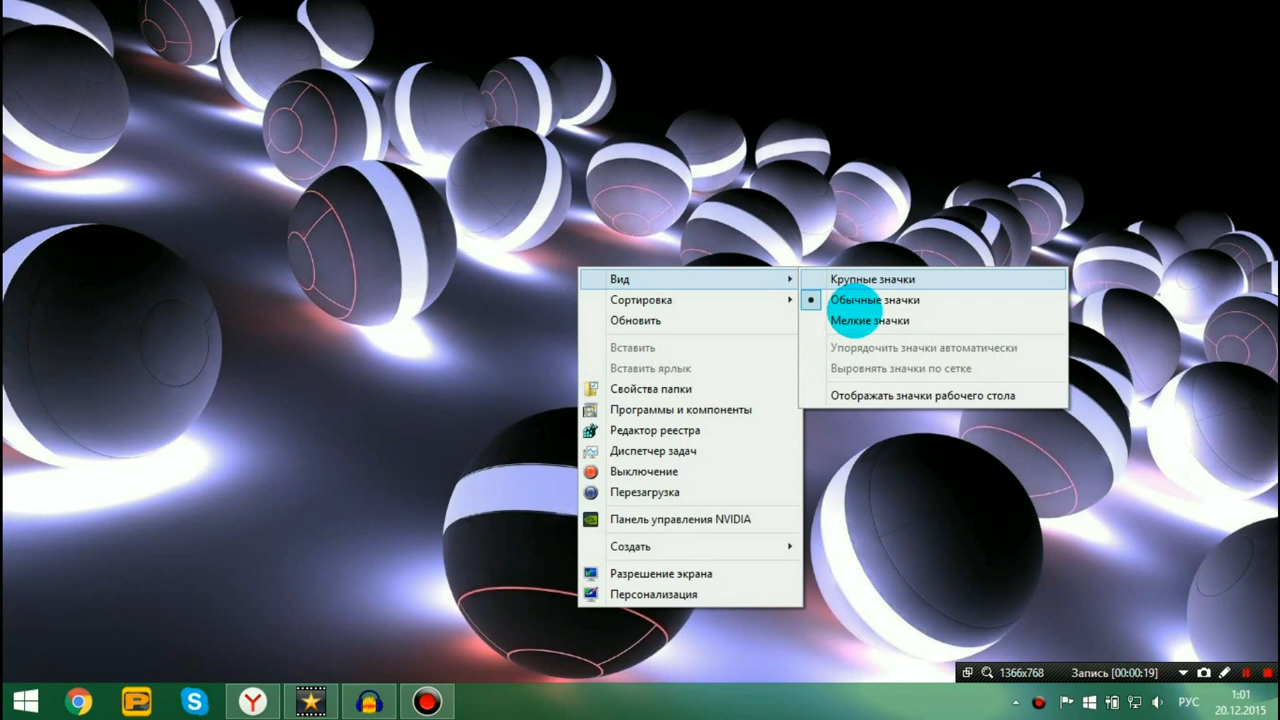 Вид
Сортировка
Обновить
Вставить
Вставить ярлык
Свойства папки
Программы и компоненты
Редактор реестра
Диспетчер задач
Выключение
Перезагрузка
Панель управления NVIDIA
Создать
Разрешение экрана
Персонализация
Крупные значки
Обычные значки
Мелкие значки
Упорядочить значки автоматически
Выровнять значки по сетке
Отображать значки рабочего стола
1366x768 Запись [00:00:19]
РУС
1:01
20.12.2015